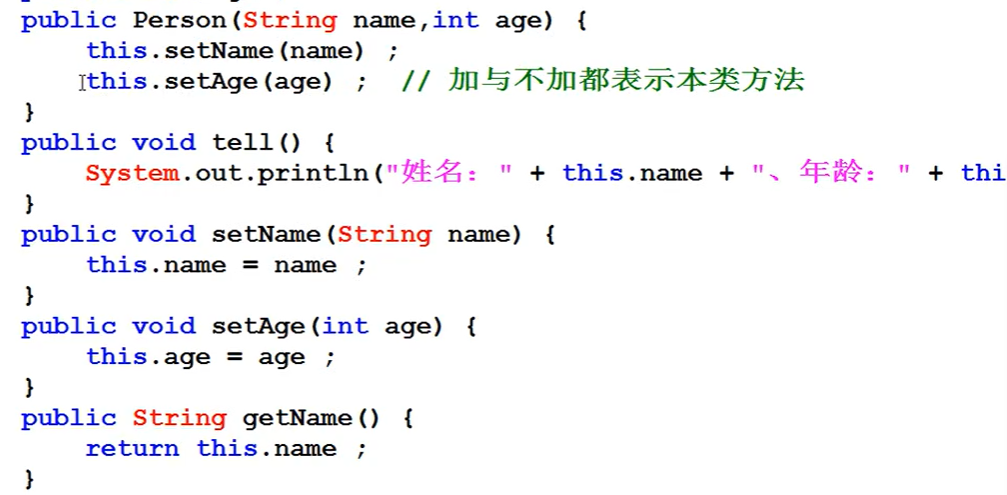 public Person(String name,int age) {
this.setName(name) ;
this.setAge(age) ; // 加与不加都表示本类方法
}
public void tell() {
System.out.println("姓名：" + this.name + "、年龄：" + thi
}
public void setName(String name) {
this.name = name ;
}
public void setAge(int age) {
this.age = age ;
}
public String getName() {
return this.name ;
}